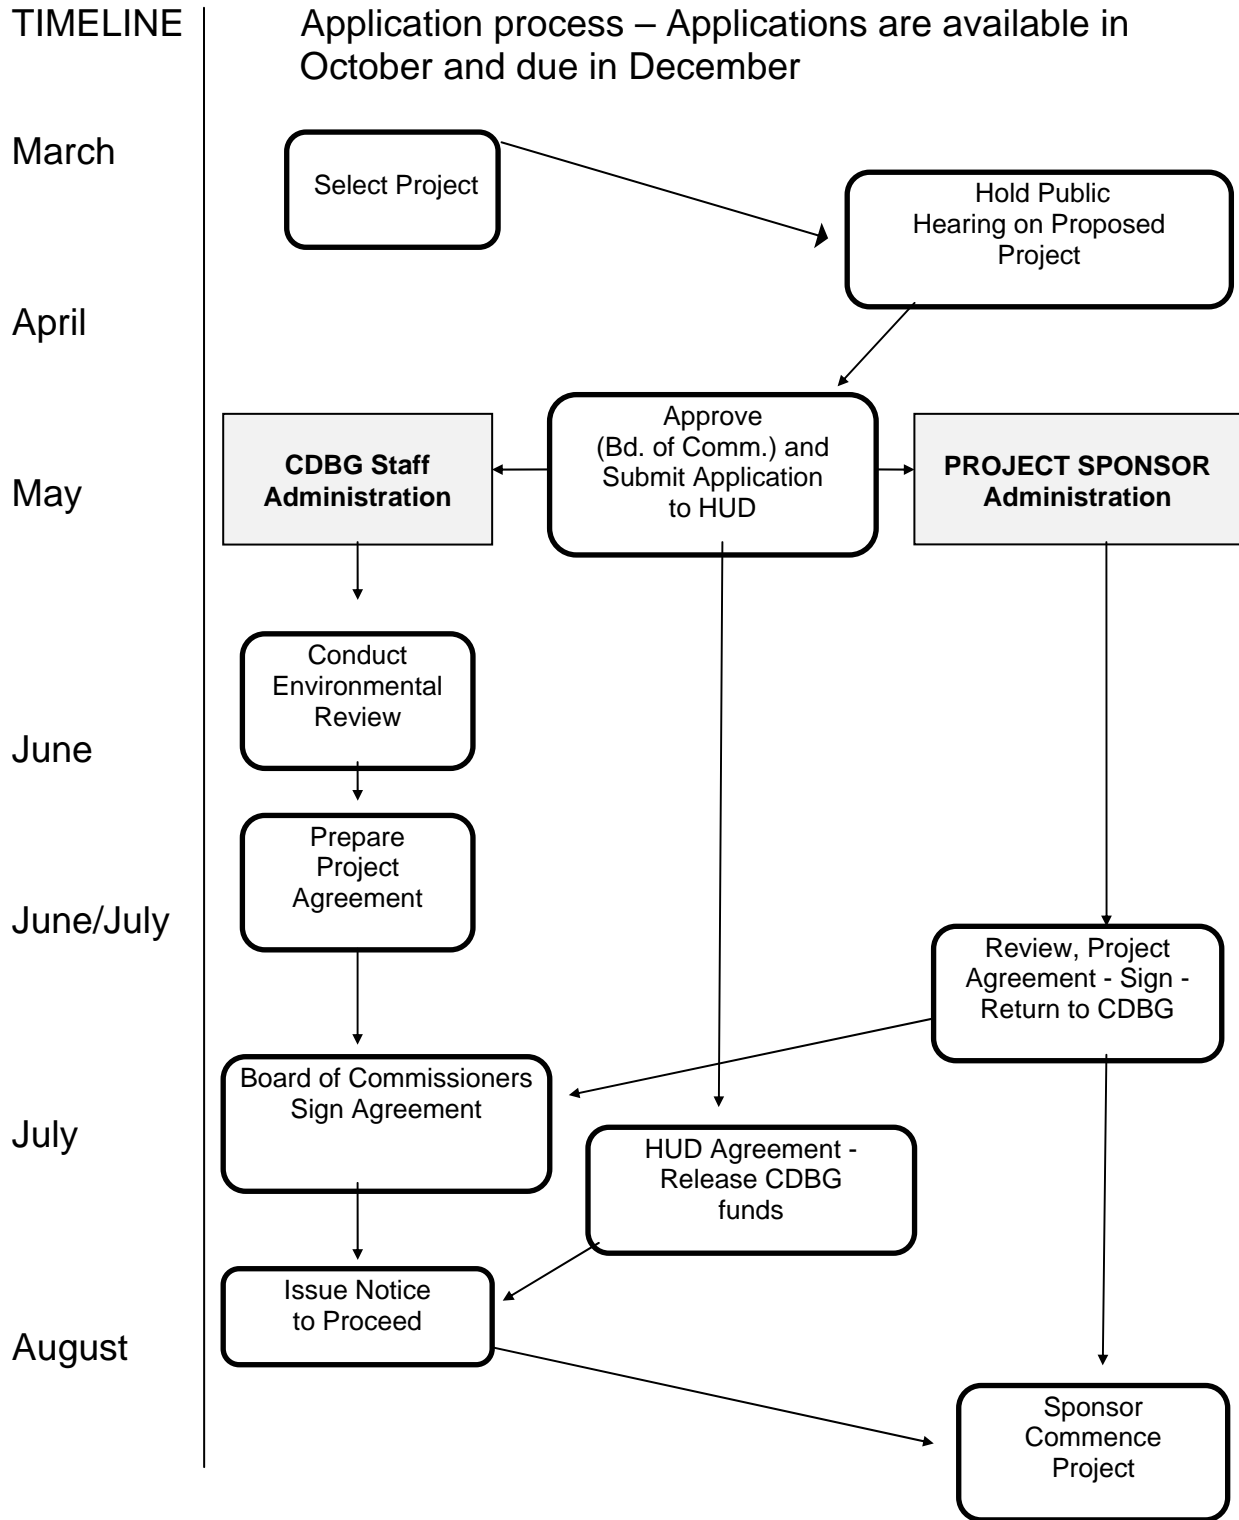 TIMELINE
Application process – Applications are available in
October and due in December
March
Select Project
Hold Public
Hearing on Proposed
Project
April
Approve
(Bd. of Comm.) and
Submit Application
to HUD
CDBG Staff
Administration
PROJECT SPONSOR
Administration
May
Conduct
Environmental
Review
June
Prepare
Project
Agreement
June/July
Review, Project
Agreement - Sign -
Return to CDBG
Board of Commissioners
Sign Agreement
July
HUD Agreement -
Release CDBG
funds
Issue Notice
to Proceed
August
Sponsor
Commence
Project